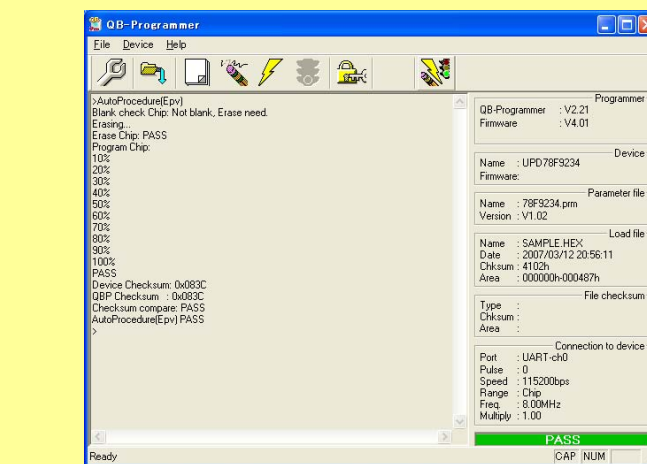 QB-Programmer
File Device Help
>AutoProcedure(Epv)
Blank check Chip: Not blank, Erase need.
Erasing...
Erase Chip: PASS
Program Chip:
10%
20%
30%
40%
50%
60%
70%
80%
90%
100%
PASS
Device Checksum: 0x083C
QBP Checksum : 0x083C
Checksum compare: PASS
AutoProcedure(Epv) PASS
>
Programmer
QB-Programmer : V2.21
Firmware : V4.01
Device
Name : UPD78F9234
Firmware:
Parameter file
Name : 78F9234.prm
Version : V1.02
Load file
Name : SAMPLE.HEX
Date : 2007/03/12 20:56:11
Chksum : 4102h
Area : 000000h-000487h
File checksum
Type :
Chksum :
Area :
Connection to device
Port : UART-ch0
Pulse : 0
Speed : 115200bps
Range : Chip
Freq. : 8.00MHz
Multiply : 1.00
PASS
Ready CAP NUM